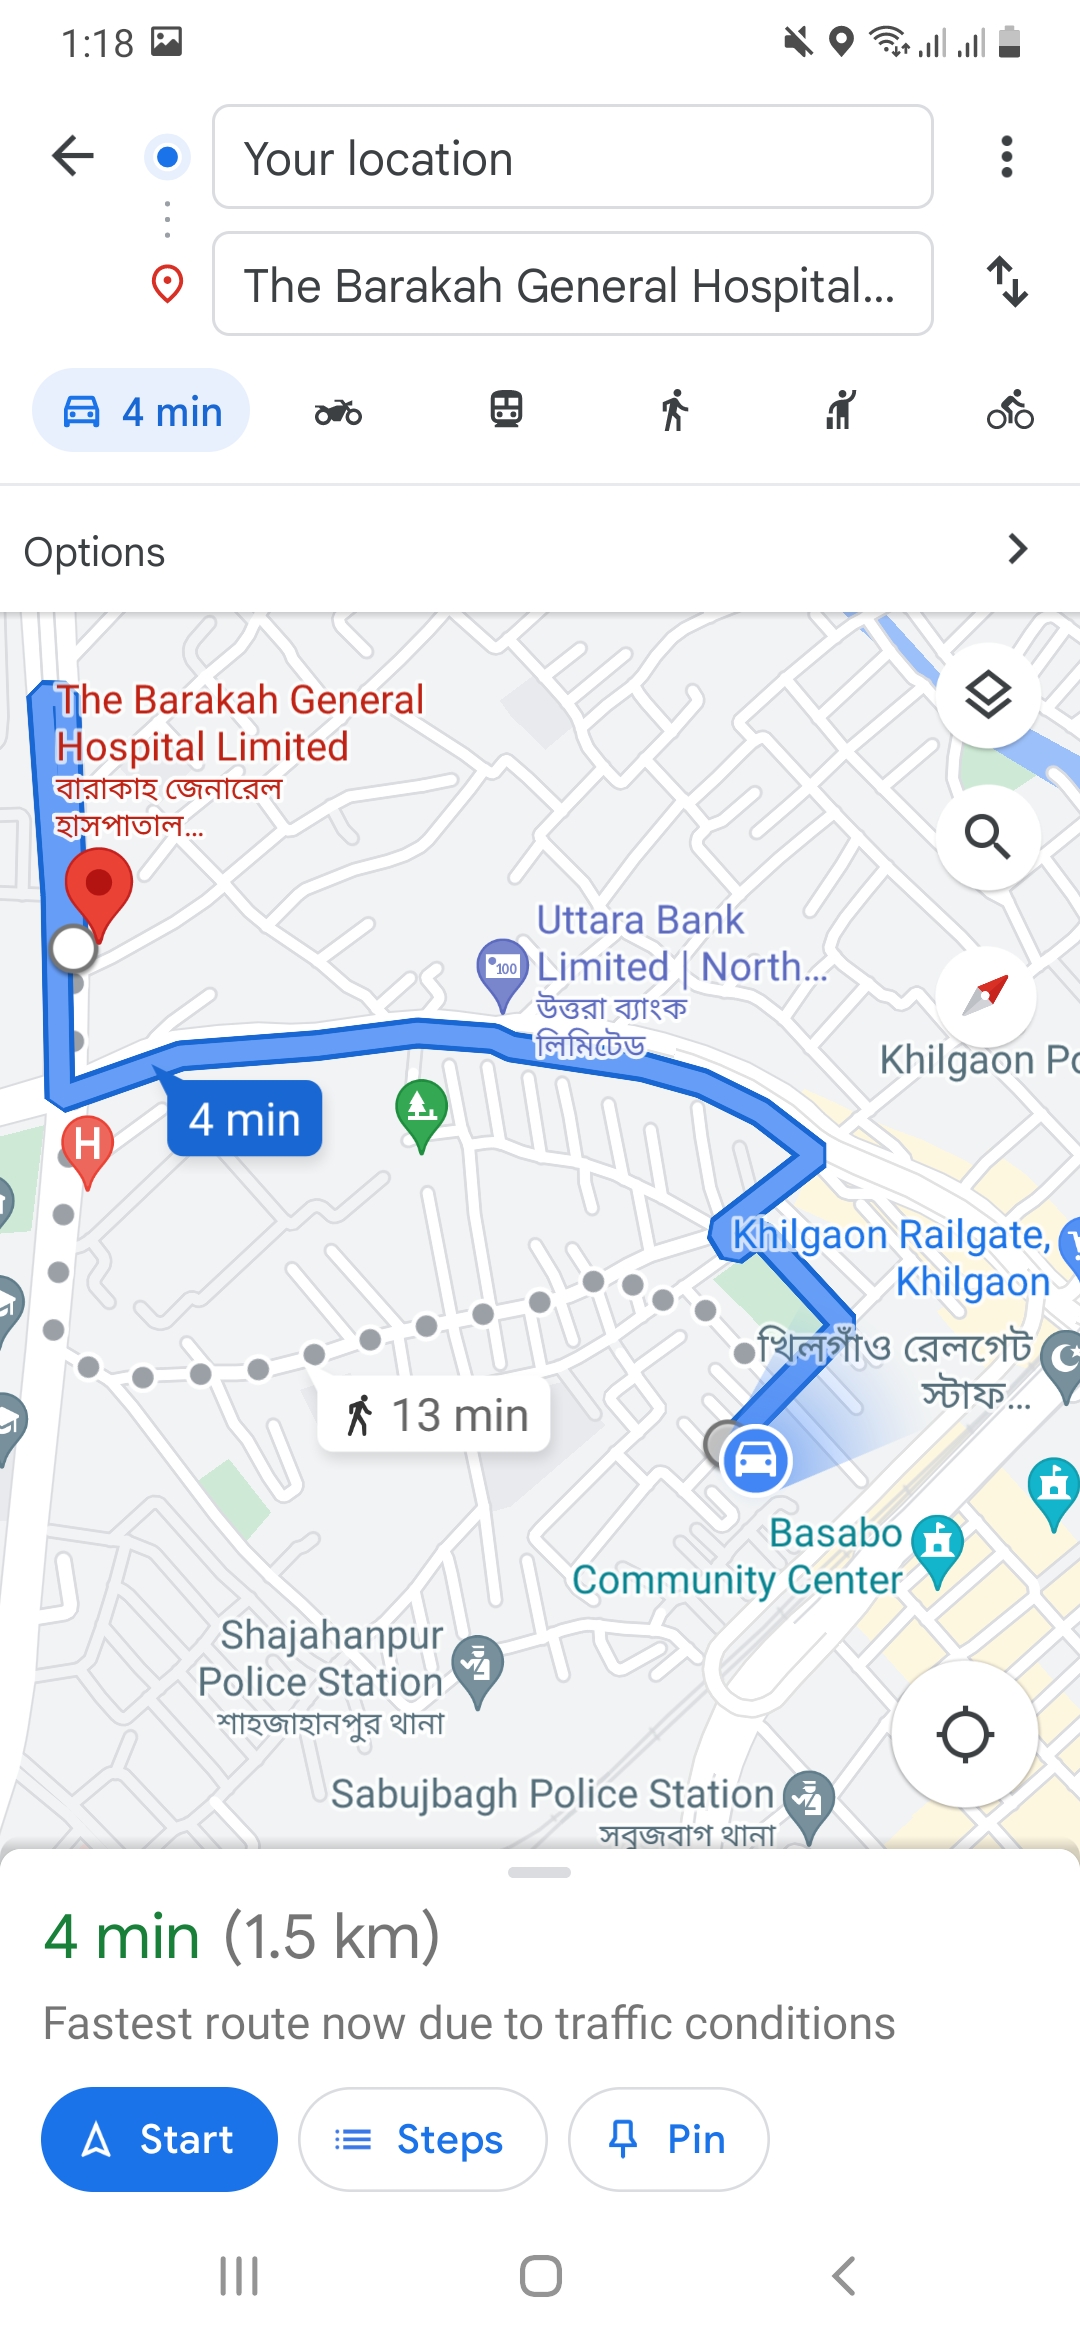 1:18
Your location
The Barakah General Hospital...
4 min
Options
The Barakah General
Hospital Limited
বারাকাহ জেনারেল
হাসপাতাল...
Uttara Bank
Limited | North...
উত্তরা ব্যাংক
লিমিটেড
100
Khilgaon Po
4 min
H
Khilgaon Railgate,
Khilgaon
খিলগাঁও রেলগেট
স্টাফ...
13 min
Basabo
Community Center
Shajahanpur
Police Station
শাহজাহানপুর থানা
Sabujbagh Police Station
সবুজবাগ থানা
4 min (1.5 km)
Fastest route now due to traffic conditions
Start
Steps
Pin